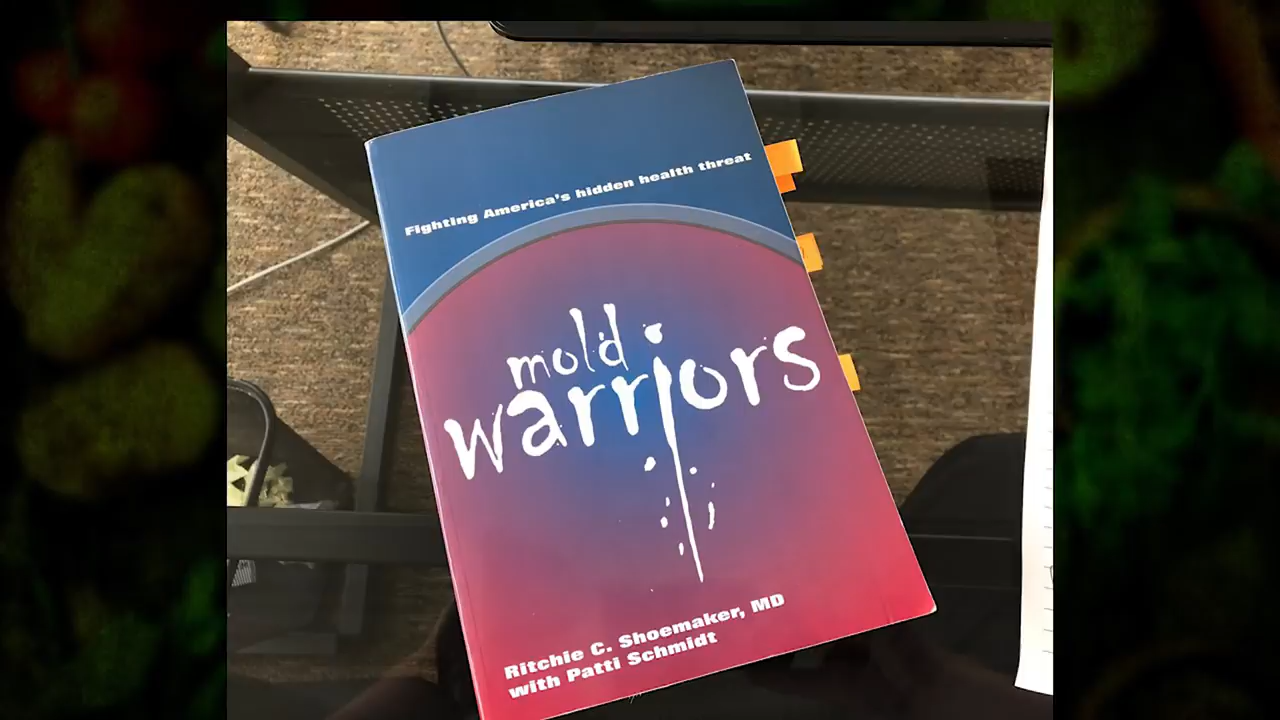 Fighting America's hidden health threat
mold
warriors
Ritchie C. Shoemaker, MD
with Patti Schmidt